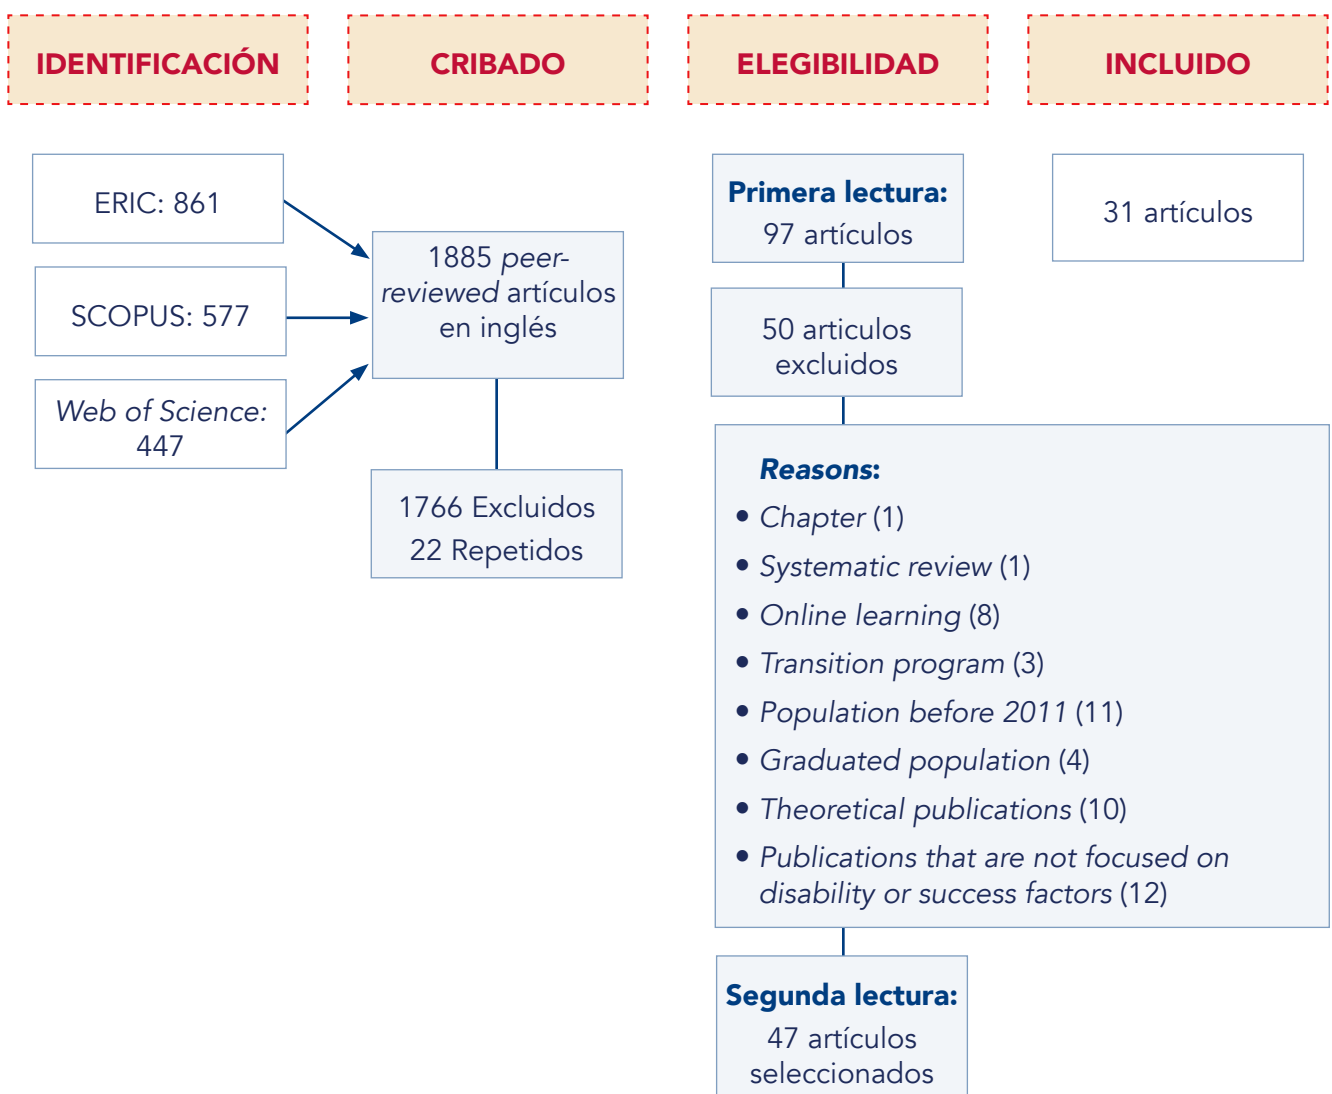 IDENTIFICACIÓN
CRIBADO
ELEGIBILIDAD
INCLUIDO
ERIC: 861
SCOPUS: 577
Web of Science:
447
1885 peer-
reviewed artículos
en inglés
1766 Excluidos
22 Repetidos
Primera lectura:
97 artículos
50 articulos
excluidos
Reasons:
• Chapter (1)
• Systematic review (1)
• Online learning (8)
• Transition program (3)
• Population before 2011 (11)
• Graduated population (4)
• Theoretical publications (10)
• Publications that are not focused on
disability or success factors (12)
Segunda lectura:
47 artículos
seleccionados
31 artículos